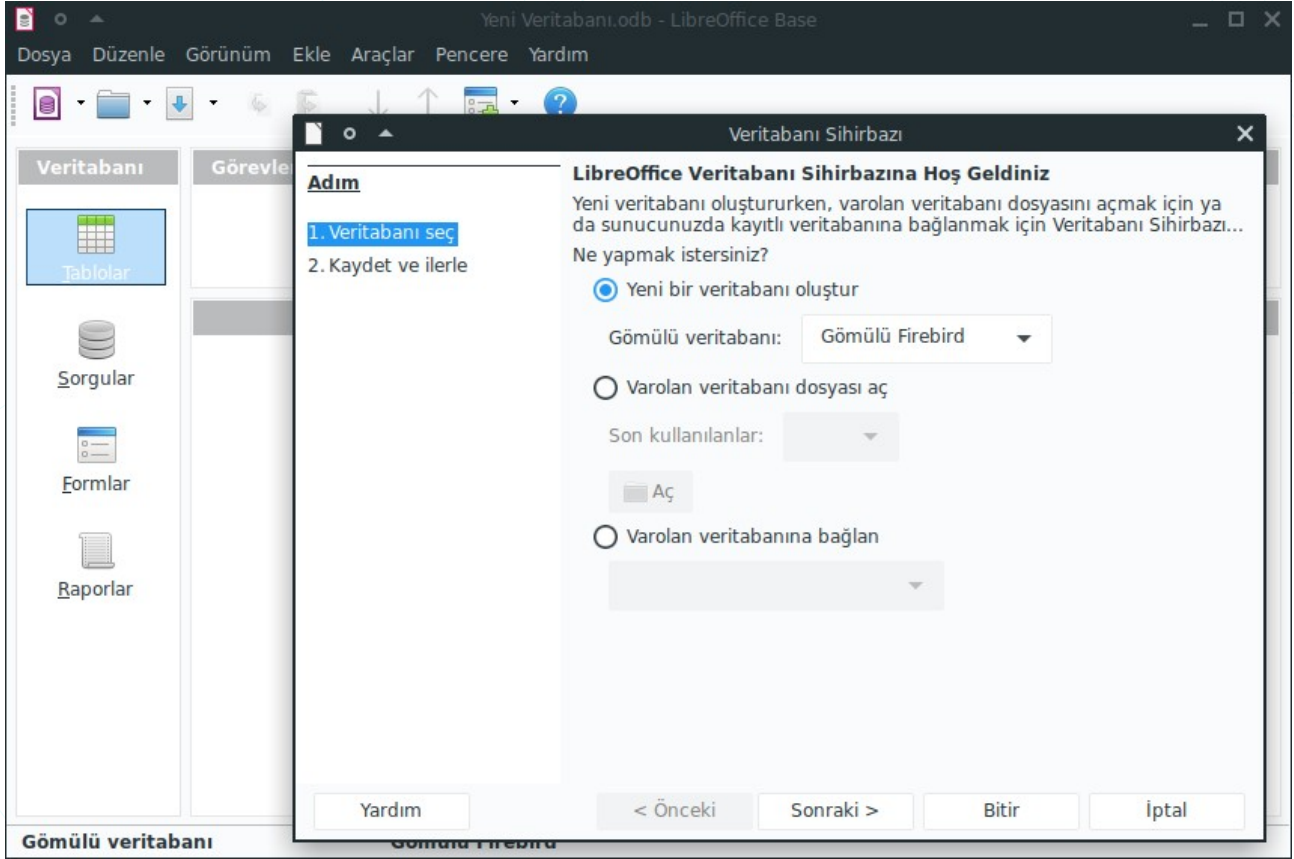 Yeni Veritabanı.odb - LibreOffice Base
Dosya Düzenle Görünüm Ekle Araçlar Pencere Yardım
Veritabanı Sihirbazı
Veritabanı
Tablolar
Sorgular
Formlar
Raporlar
Adım
1. Veritabanı seç
2. Kaydet ve ilerle
LibreOffice Veritabanı Sihirbazına Hoş Geldiniz
Yeni veritabanı oluştururken, varolan veritabanı dosyasını açmak için ya
da sunucunuzda kayıtlı veritabanına bağlanmak için Veritabanı Sihirbazı...
Ne yapmak istersiniz?
Yeni bir veritabanı oluştur
Gömülü veritabanı: Gömülü Firebird
Varolan veritabanı dosyası aç
Son kullanılanlar:
Aç
Varolan veritabanına bağlan
Yardım < Önceki Sonraki > Bitir İptal
Gömülü veritabanı Gömülü Firebird